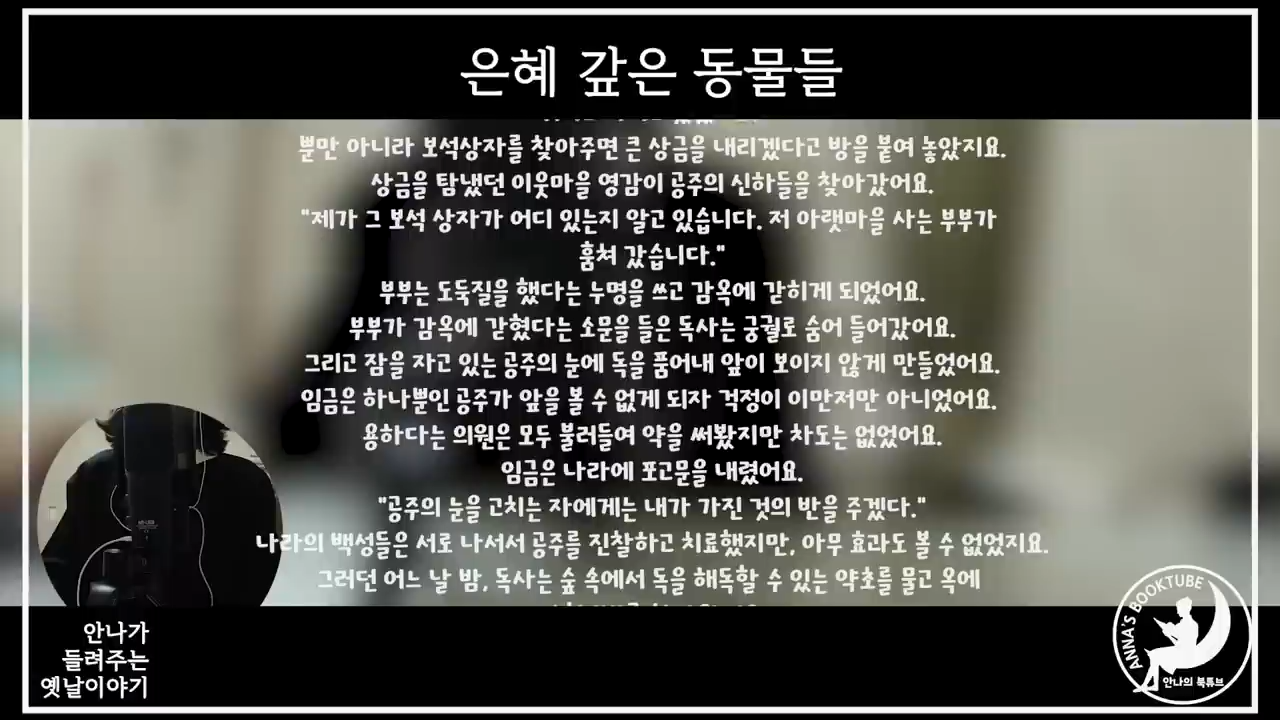 은혜 갚은 동물들
뿐만 아니라 보석상자를 찾아주면 큰 상금을 내리겠다고 방을 붙여 놓았지요.
상금을 탐냈던 이웃마을 영감이 공주의 신하들을 찾아갔어요.
"제가 그 보석 상자가 어디 있는지 알고 있습니다. 저 아랫마을 사는 부부가
훔쳐 갔습니다."
부부는 도둑질을 했다는 누명을 쓰고 감옥에 갇히게 되었어요.
부부가 감옥에 갇혔다는 소문을 들은 독사는 궁궐로 숨어 들어갔어요.
그리고 잠을 자고 있는 공주의 눈에 독을 품어내 앞이 보이지 않게 만들었어요.
임금은 하나뿐인 공주가 앞을 볼 수 없게 되자 걱정이 이만저만 아니었어요.
용하다는 의원은 모두 불러들여 약을 써봤지만 차도는 없었어요.
임금은 나라에 포고문을 내렸어요.
"공주의 눈을 고치는 자에게는 내가 가진 것의 반을 주겠다."
나라의 백성들은 서로 나서서 공주를 진찰하고 치료했지만, 아무 효과도 볼 수 없었지요.
그러던 어느 날 밤, 독사는 숲 속에서 독을 해독할 수 있는 약초를 물고 옥에
안나가
들려주는
옛날이야기
ANNA'S BOOKTUBE
안나의 북튜브